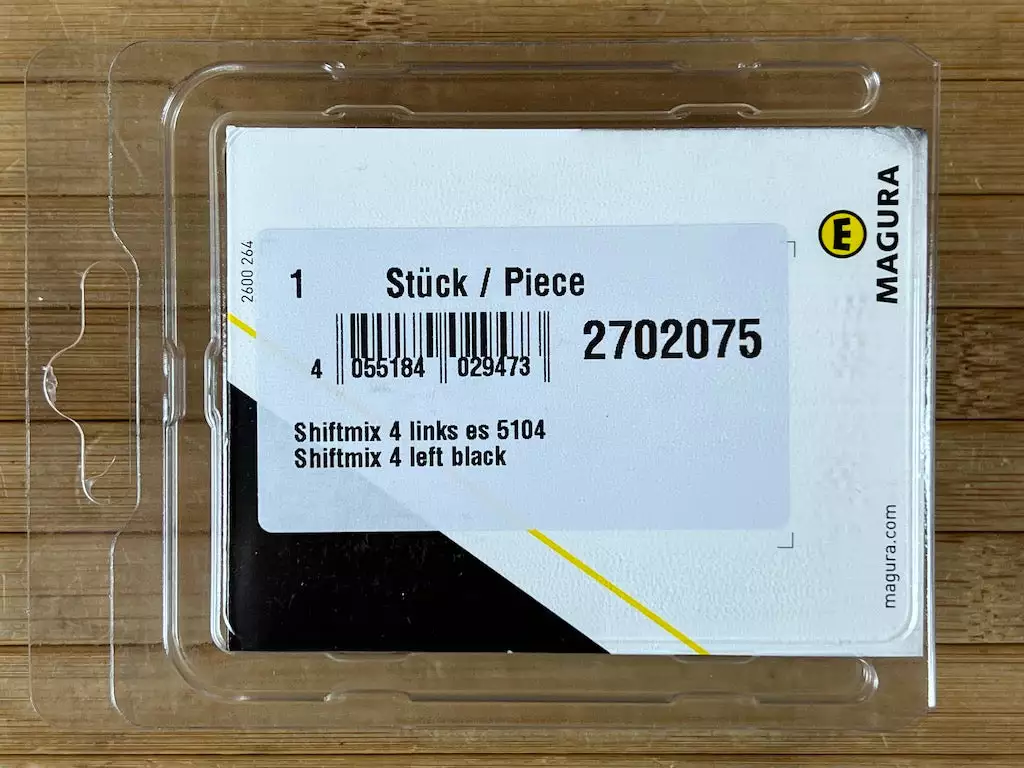 2600 264
1 Stück / Piece
4 055184 029473
2702075
Shiftmix 4 links es 5104
Shiftmix 4 left black
E MAGURA
magura.com